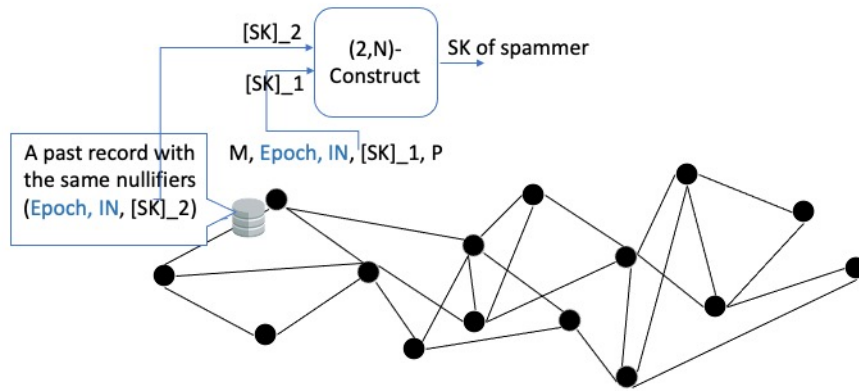 [SK]_2
(2,N)-
Construct
SK of spammer
[SK]_1
A past record with
the same nullifiers
(Epoch, IN, [SK]_2)
M, Epoch, IN, [SK]_1, P